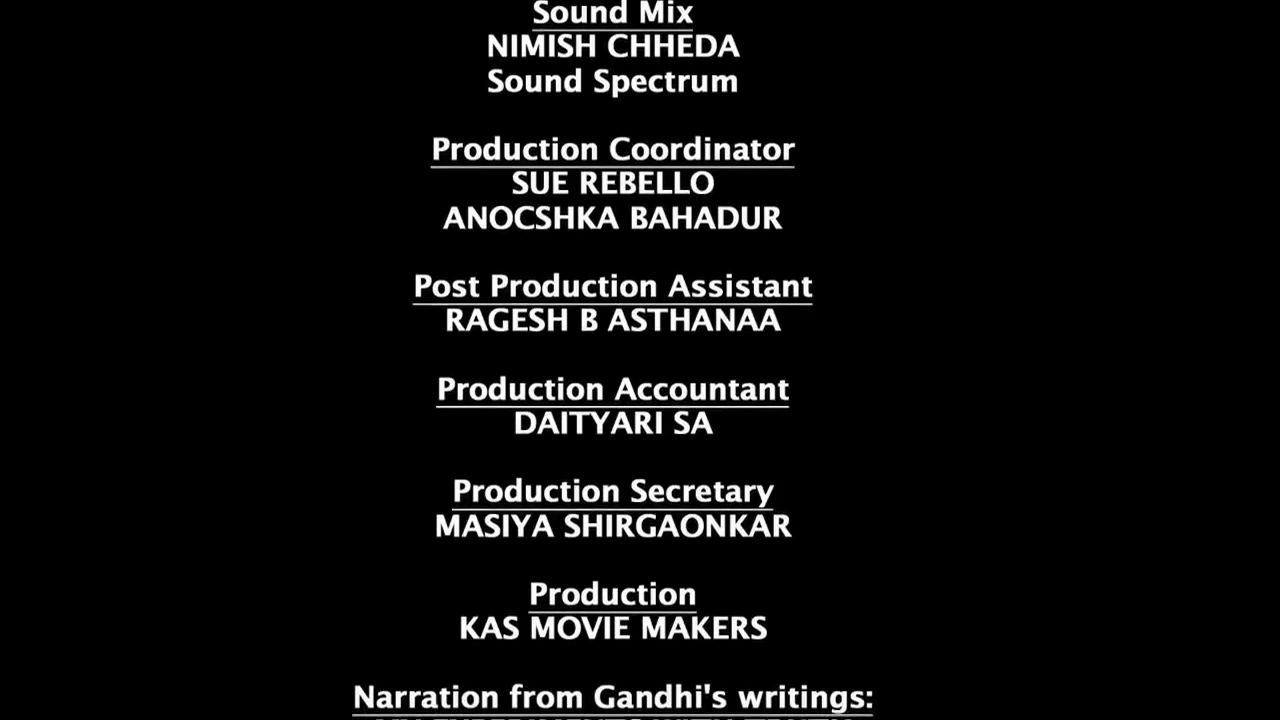 Sound Mix
NIMISH CHHEDA
Sound Spectrum
Production Coordinator
SUE REBELLO
ANOCSHKA BAHADUR
Post Production Assistant
RAGESH B ASTHANAA
Production Accountant
DAITYARI SA
Production Secretary
MASIYA SHIRGAONKAR
Production
KAS MOVIE MAKERS
Narration from Gandhi's writings: